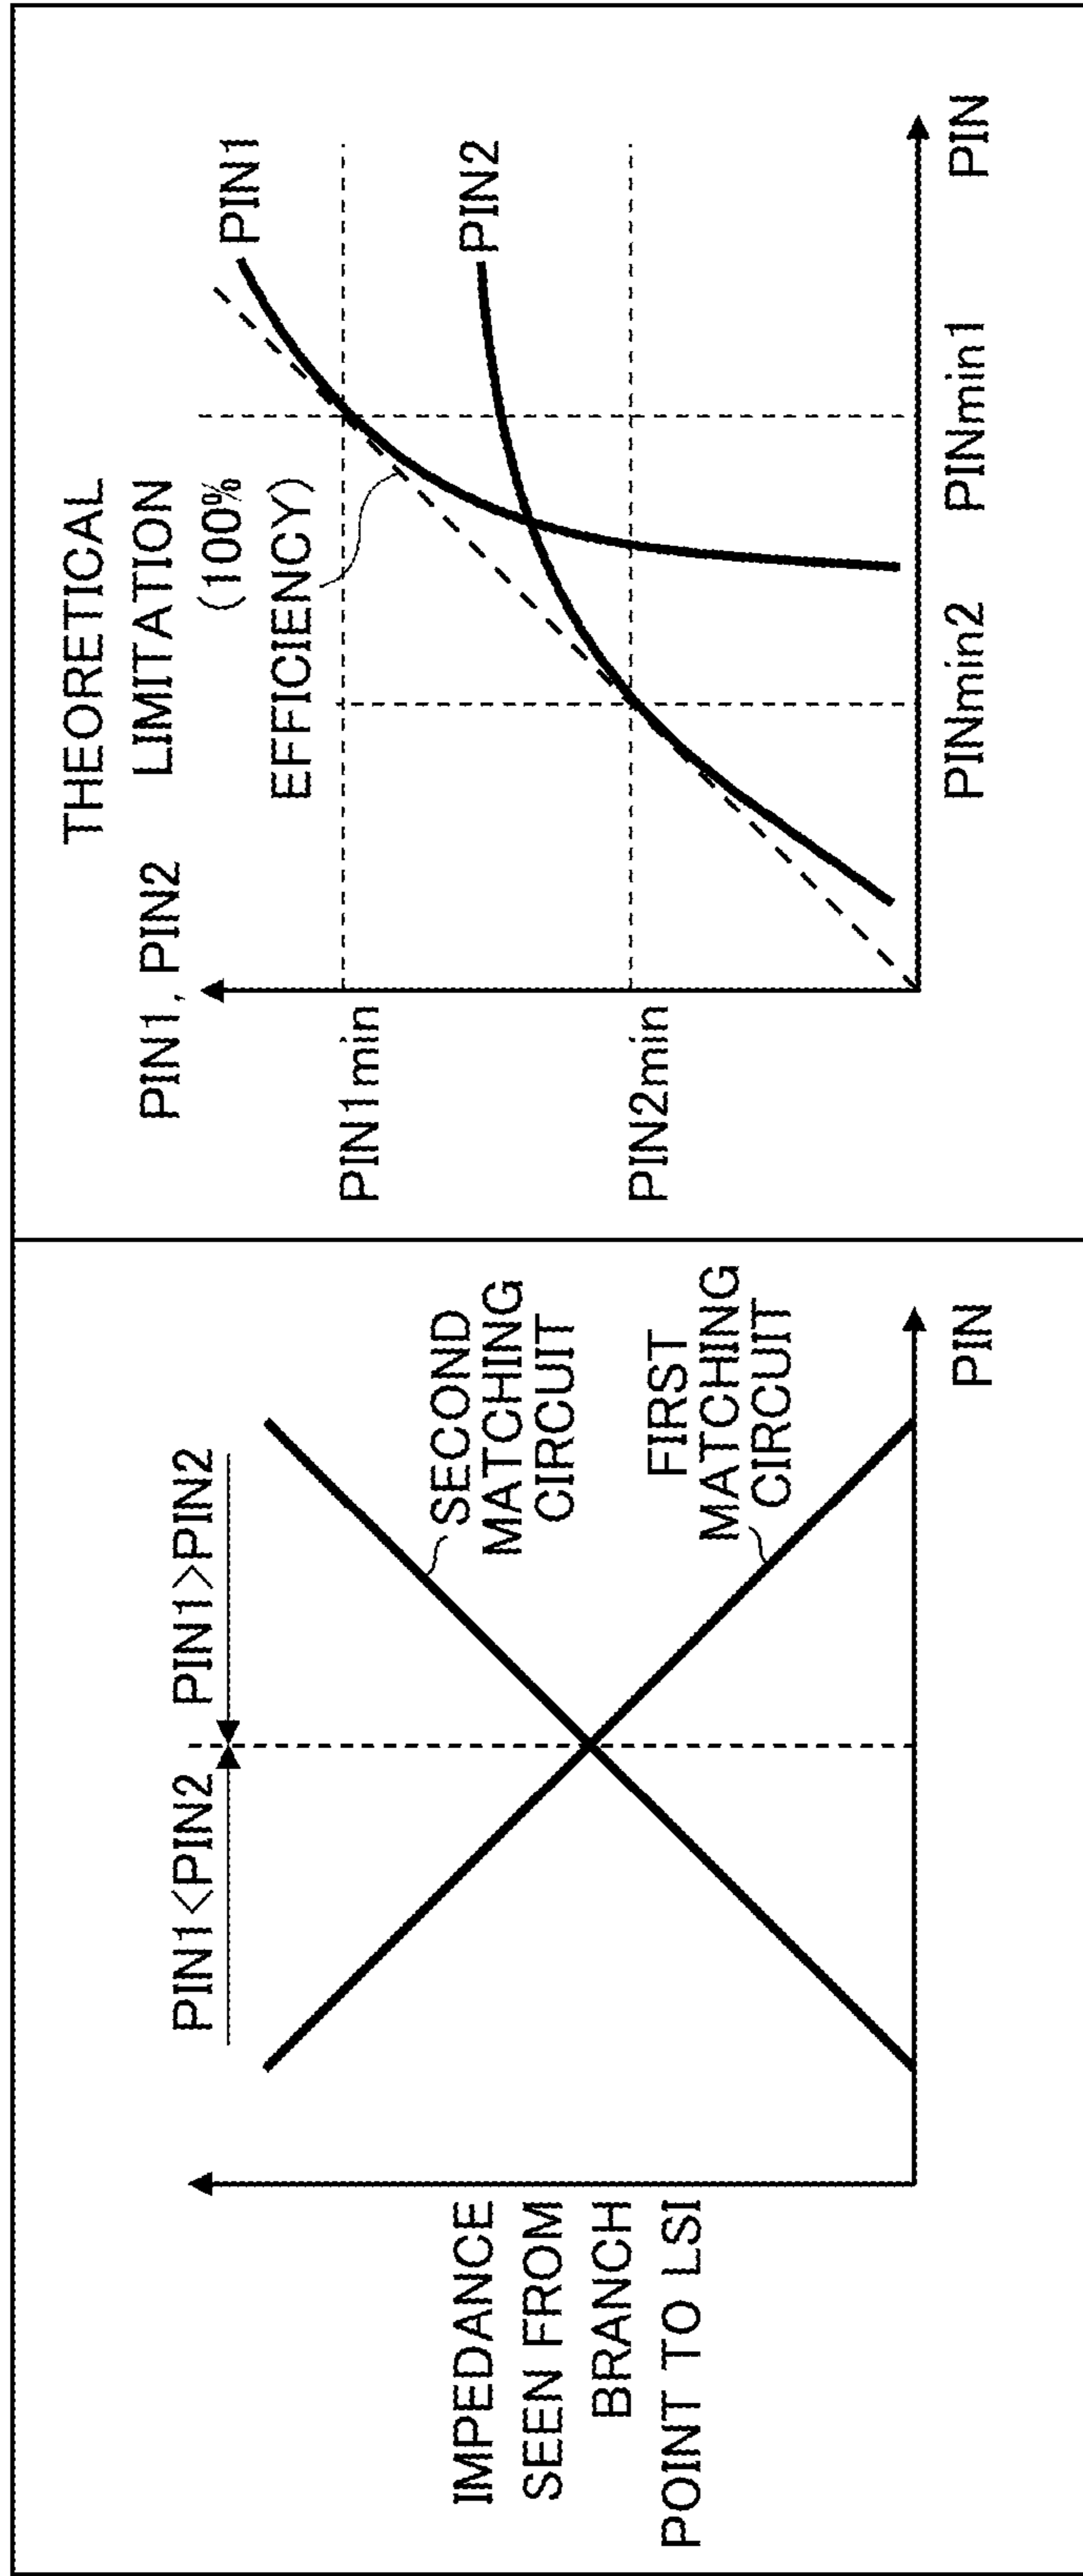 PIN1<PIN2
PIN1>PIN2
IMPEDANCE
SEEN FROM
BRANCH
POINT TO LSI
SECOND
MATCHING
CIRCUIT
FIRST
MATCHING
CIRCUIT
PIN
PIN1, PIN2
THEORETICAL
LIMITATION
(100%
EFFICIENCY)
PIN1
PIN2
PIN1min
PIN2min
PINmin2
PINmin1
PIN